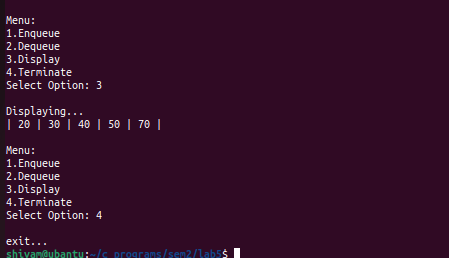 Menu:
1.Enqueue
2.Dequeue
3.Display
4.Terminate
Select Option: 3
Displaying...
| 20 | 30 | 40 | 50 | 70 |
Menu:
1.Enqueue
2.Dequeue
3.Display
4.Terminate
Select Option: 4
exit...
shivam@ubantu:~/c programs/sem2/lab5$